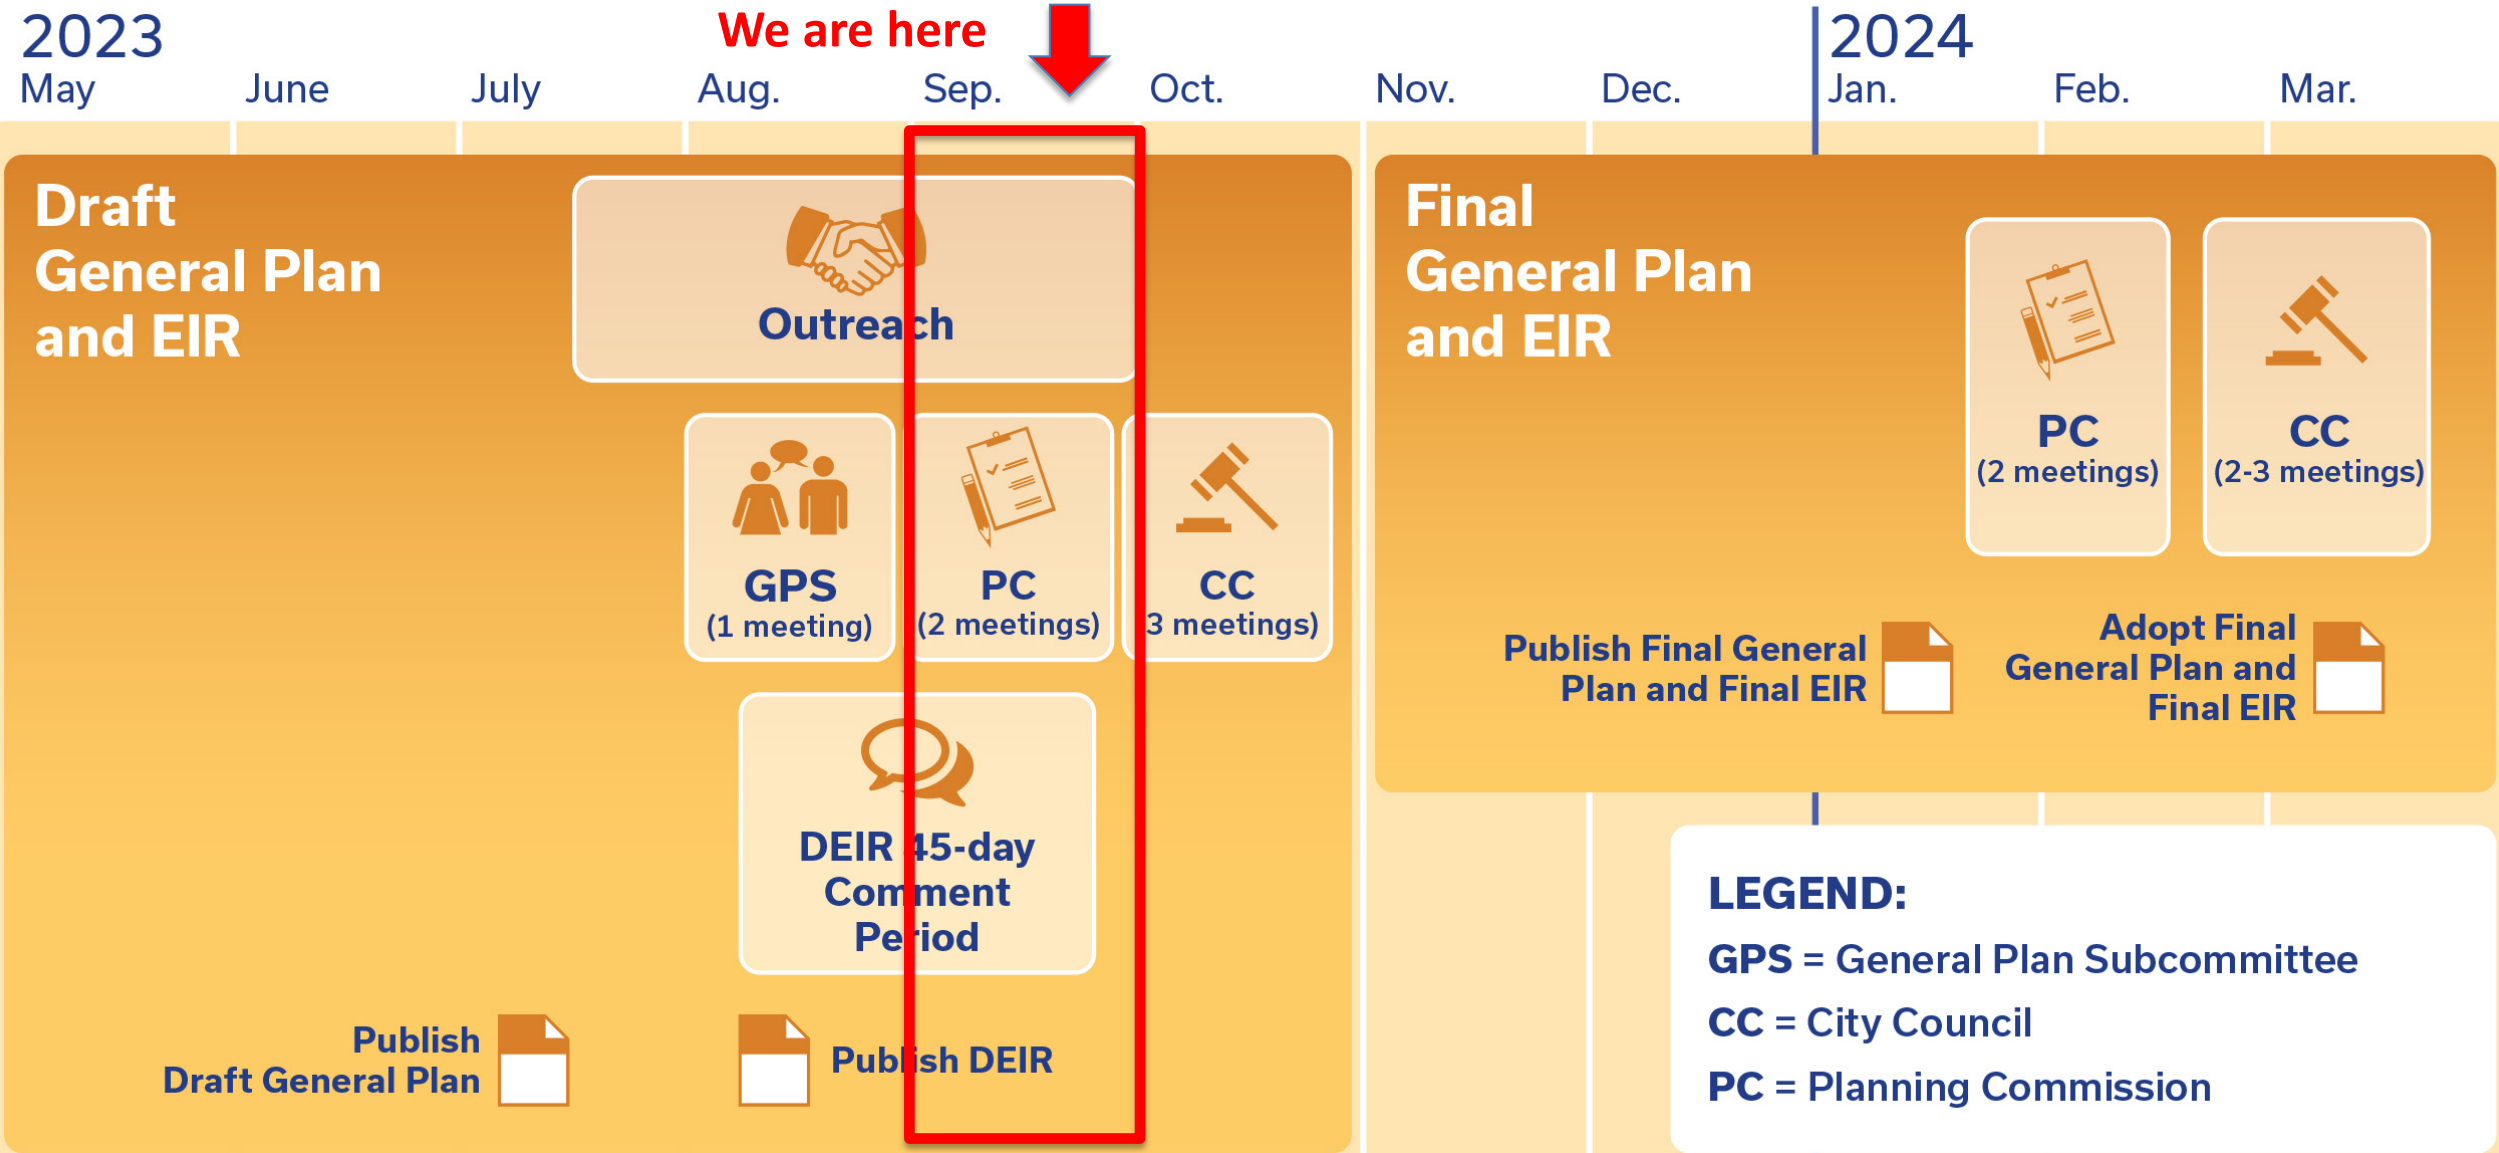 2023
We are here
2024
May
June
July
Aug.
Sep.
Oct.
Nov.
Dec.
Jan.
Feb.
Mar.
Draft
General Plan
and EIR
Outreach
GPS
(1 meeting)
PC
(2 meetings)
CC
3 meetings)
DEIR 45-day
Comment
Period
Publish
Draft General Plan
Publish DEIR
Final
General Plan
and EIR
PC
(2 meetings)
CC
(2-3 meetings)
Publish Final General
Plan and Final EIR
Adopt Final
General Plan and
Final EIR
LEGEND:
GPS = General Plan Subcommittee
CC = City Council
PC = Planning Commission